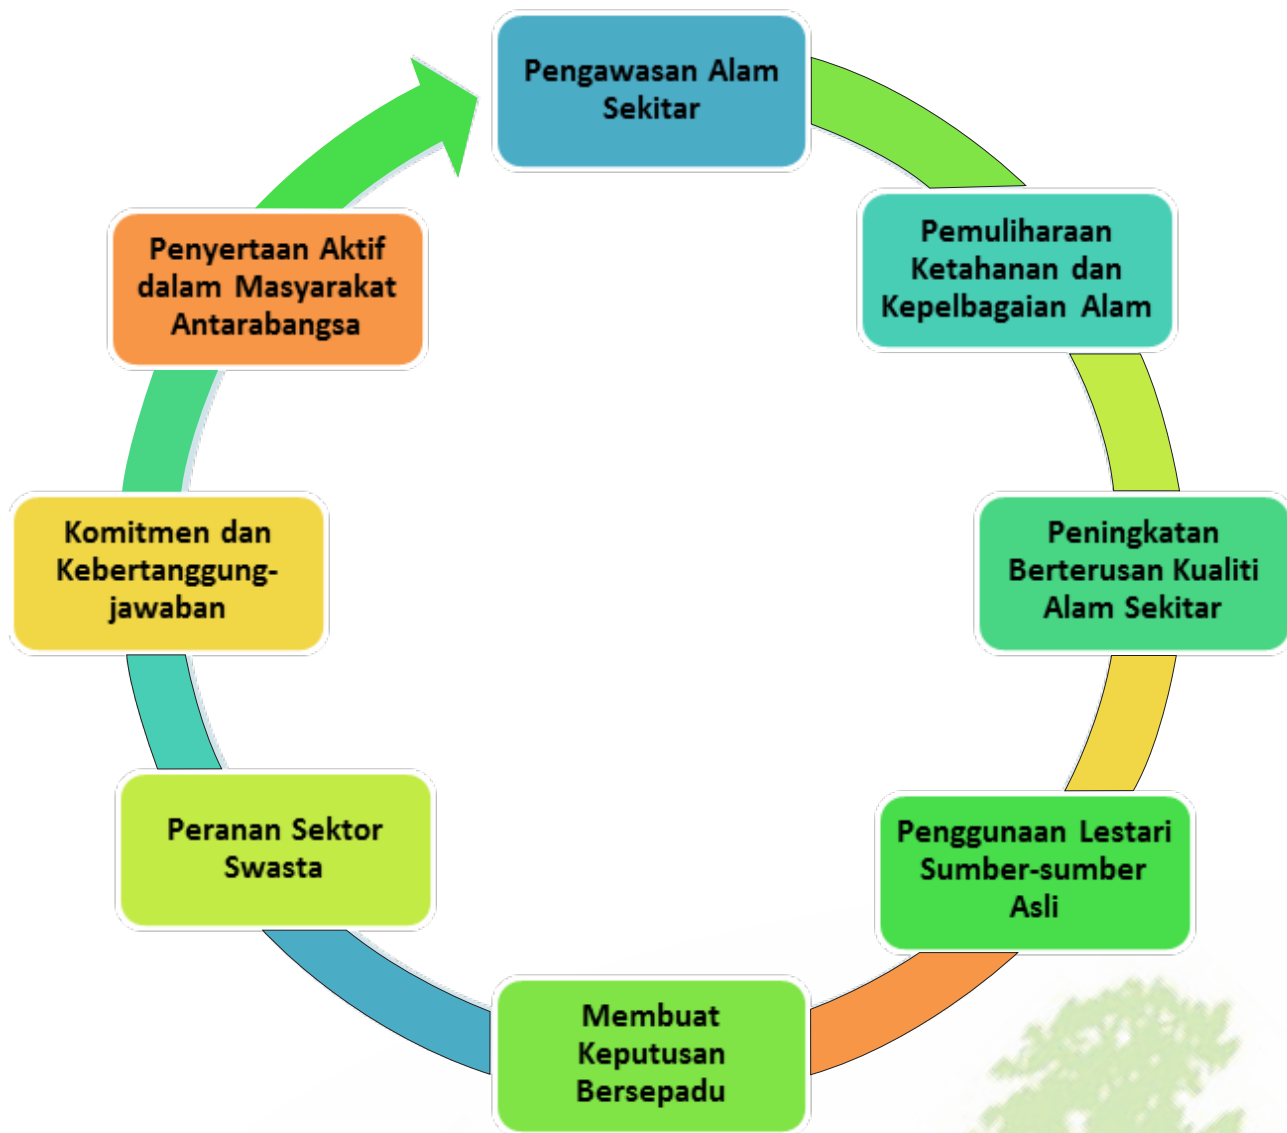 Pengawasan Alam
Sekitar
Pemuliharaan
Ketahanan dan
Kepelbagaian Alam
Peningkatan
Berterusan Kualiti
Alam Sekitar
Penggunaan Lestari
Sumber-sumber
Asli
Membuat
Keputusan
Bersepadu
Peranan Sektor
Swasta
Komitmen dan
Kebertanggung-
jawaban
Penyertaan Aktif
dalam Masyarakat
Antarabangsa